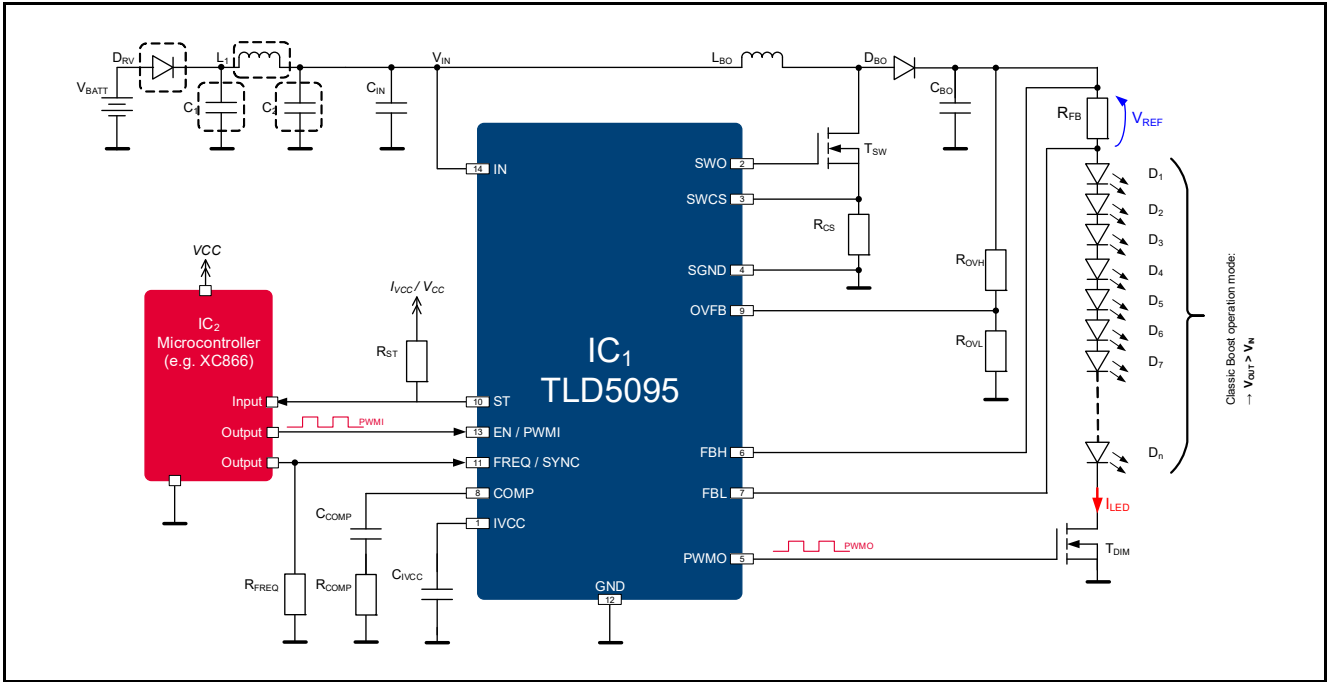 DRV
L1
VIN
LBO
DBO
VBATT
C1
C2
CIN
CBO
RFB
VREF
14 IN
SWO 2
TSW
SWCS 3
RCS
SGND 4
OVFB 9
ROVH
ROVL
D1
D2
D3
D4
D5
D6
D7
Dn
Classic Boost operation mode:
→ VOUT > VIN
VCC
IC2
Microcontroller
(e.g. XC866)
Input
Output
Output
IVCC / VCC
RST
PWMI
IC1
TLD5095
10 ST
13 EN / PWMI
11 FREQ / SYNC
8 COMP
1 IVCC
FBH 6
FBL 7
PWMO 5
PWMO
ILED
TDIM
CCOMP
RFREQ
RCOMP
CIVCC
GND
12